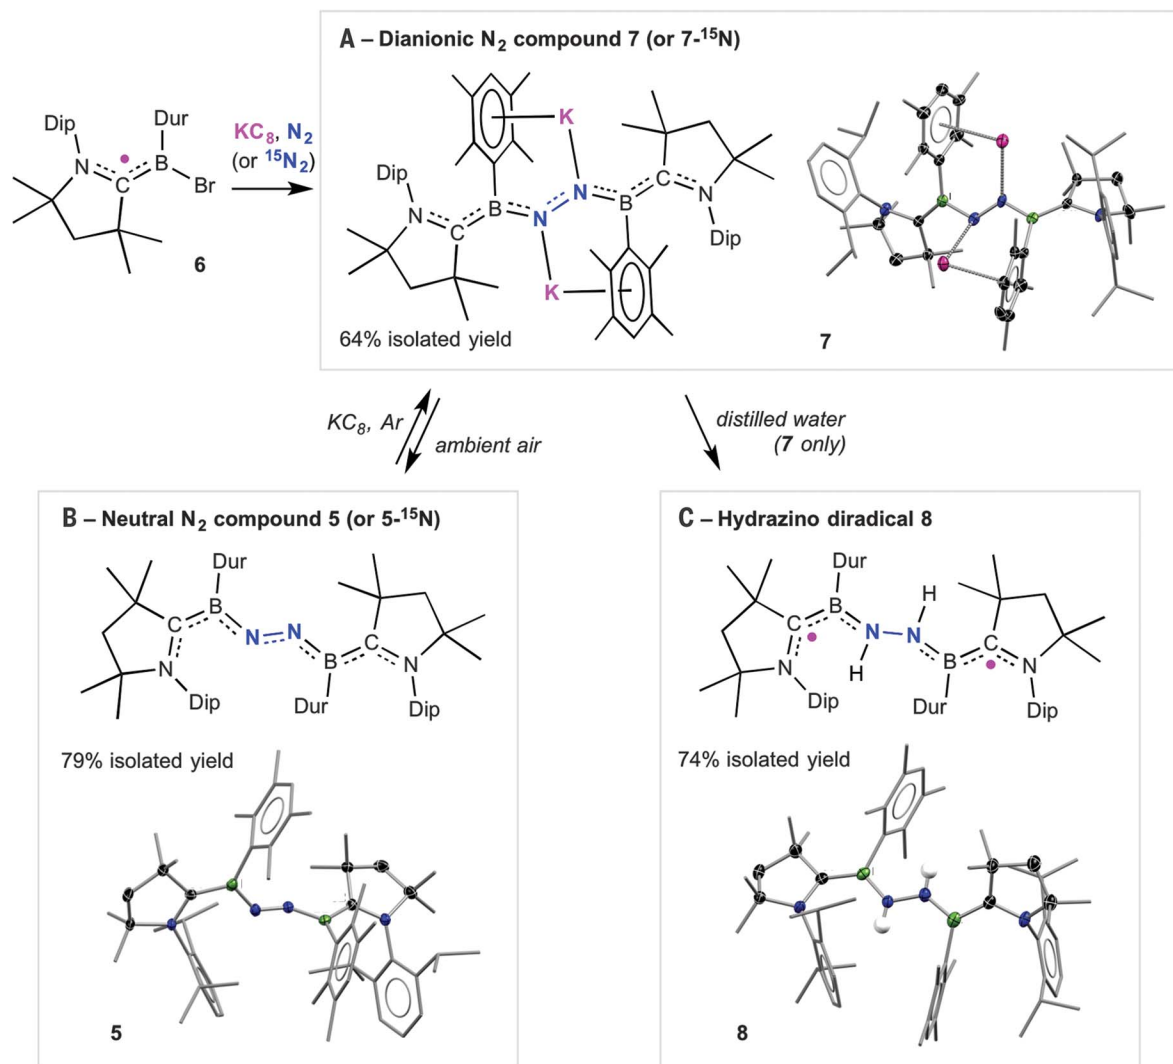 A – Dianionic N₂ compound 7 (or 7-¹⁵N)
Dip
Dur
N
B
C
Br
6
KC₈, N₂
(or ¹⁵N₂)
K
Dip
N
C
B
N
N
B
C
N
Dip
K
64% isolated yield
7
KC₈, Ar
ambient air
distilled water
(7 only)
B – Neutral N₂ compound 5 (or 5-¹⁵N)
Dur
B
C
N
N
N
Dip
B
C
N
Dur
Dip
79% isolated yield
5
C – Hydrazino diradical 8
Dur
B
C
N
N
H
H
N
Dip
B
C
N
Dur
Dip
74% isolated yield
8